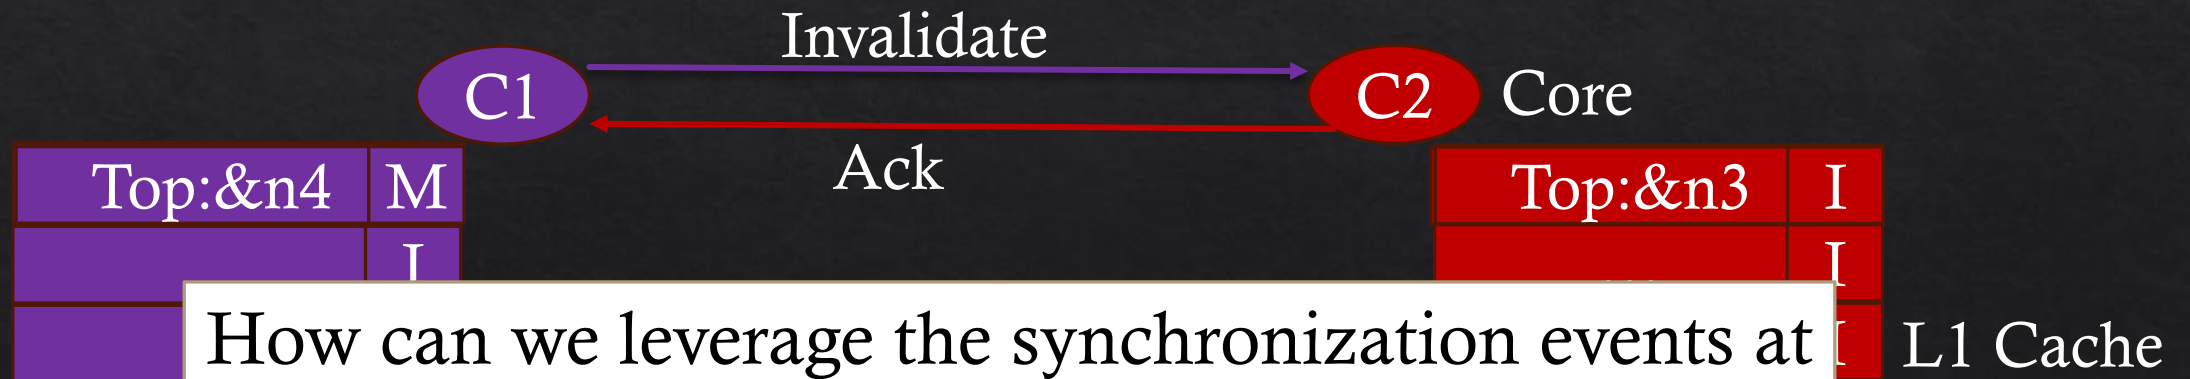 Invalidate
C1
C2
Core
Ack
Top:&n4 M
Top:&n3 I
I
I
How can we leverage the synchronization events at
I
L1 Cache